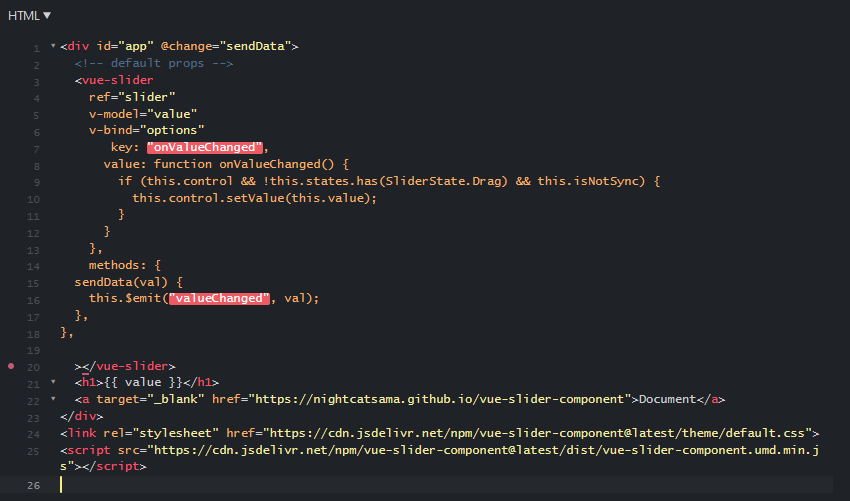 HTML ▼
1 ▾ <div id="app" @change="sendData">
2 <!-- default props -->
3 <vue-slider
4 ref="slider"
5 v-model="value"
6 v-bind="options"
7 key: "onValueChanged",
8 value: function onValueChanged() {
9 if (this.control && !this.states.has(SliderState.Drag) && this.isNotSync) {
10 this.control.setValue(this.value);
11 }
12 }
13 },
14 methods: {
15 sendData(val) {
16 this.$emit("valueChanged", val);
17 },
18 },
19
20 ></vue-slider>
21 ▾ <h1>{{ value }}</h1>
22 ▾ <a target="_blank" href="https://nightcatsama.github.io/vue-slider-component">Document</a>
23 </div>
24 <link rel="stylesheet" href="https://cdn.jsdelivr.net/npm/vue-slider-component@latest/theme/default.css">
25 <script src="https://cdn.jsdelivr.net/npm/vue-slider-component@latest/dist/vue-slider-component.umd.min.j
s"></script>
26